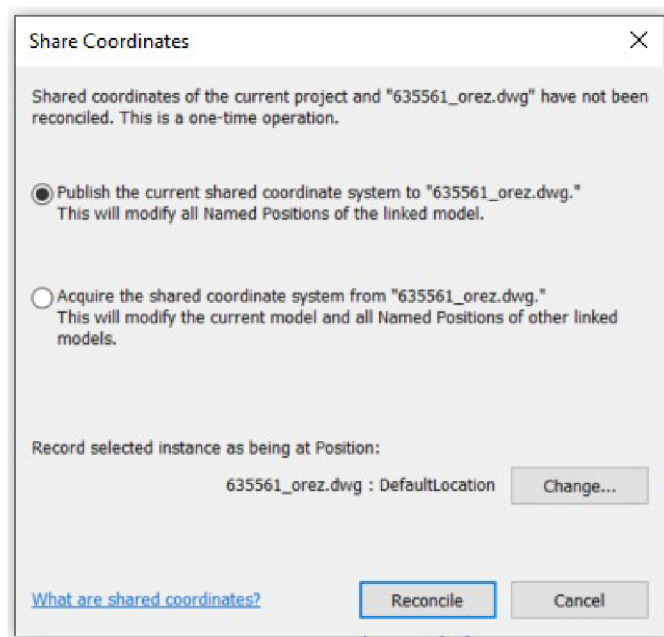 Share Coordinates
Shared coordinates of the current project and "635561_orez.dwg" have not been
reconciled. This is a one-time operation.
Publish the current shared coordinate system to "635561_orez.dwg."
This will modify all Named Positions of the linked model.
Acquire the shared coordinate system from "635561_orez.dwg."
This will modify the current model and all Named Positions of other linked
models.
Record selected instance as being at Position:
635561_orez.dwg : DefaultLocation
Change...
What are shared coordinates?
Reconcile
Cancel